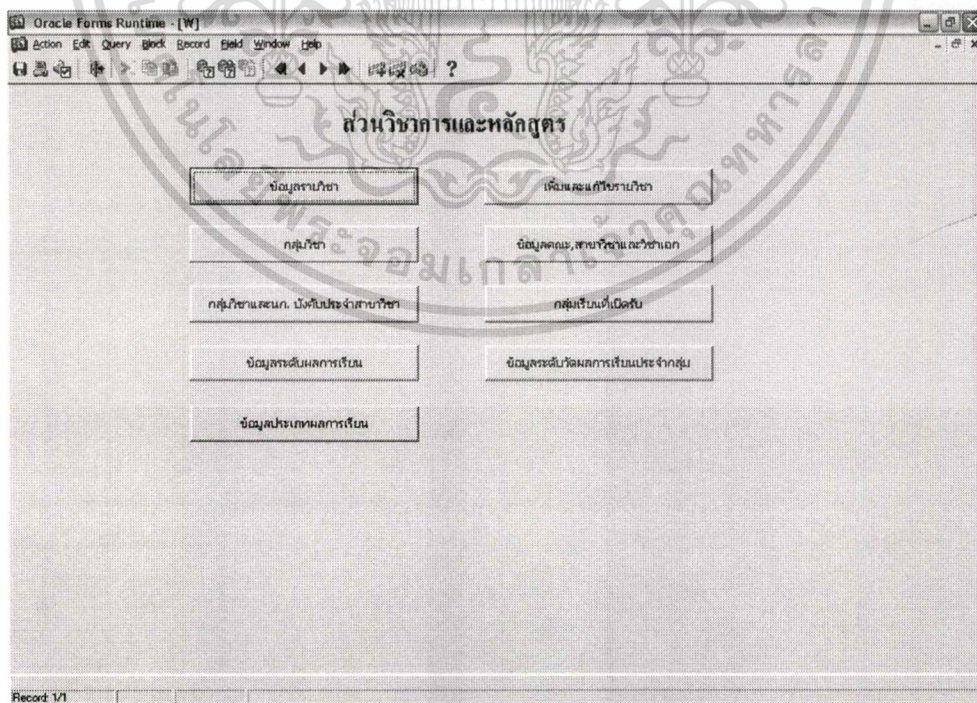 Oracle Forms Runtime - [W]
Action Edit Query Block Record Field Window Help
ส่วนวิชาการและหลักสูตร
ข้อมูลรายวิชา
เพิ่มและแก้ไขรายวิชา
กลุ่มวิชา
ข้อมูลคณะ,สาขาวิชาและวิชาเอก
กลุ่มวิชาและนก. บังคับประจำสาขาวิชา
กลุ่มเรียนที่เปิดรับ
ข้อมูลระดับผลการเรียน
ข้อมูลระดับวัดผลการเรียนประจำกลุ่ม
ข้อมูลประเภทผลการเรียน
Record: 1/1